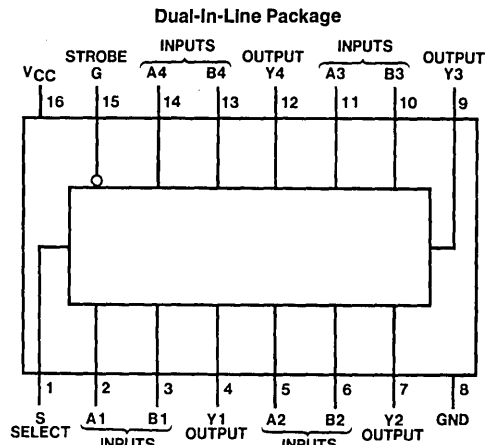 Dual-In-Line Package
INPUTS INPUTS
STROBE OUTPUT OUTPUT
VCC G A4 B4 Y4 A3 B3 Y3
16 15 14 13 12 11 10 9
1 2 3 4 5 6 7 8
S A1 B1 Y1 A2 B2 Y2 GND
SELECT INPUTS OUTPUT INPUTS OUTPUT